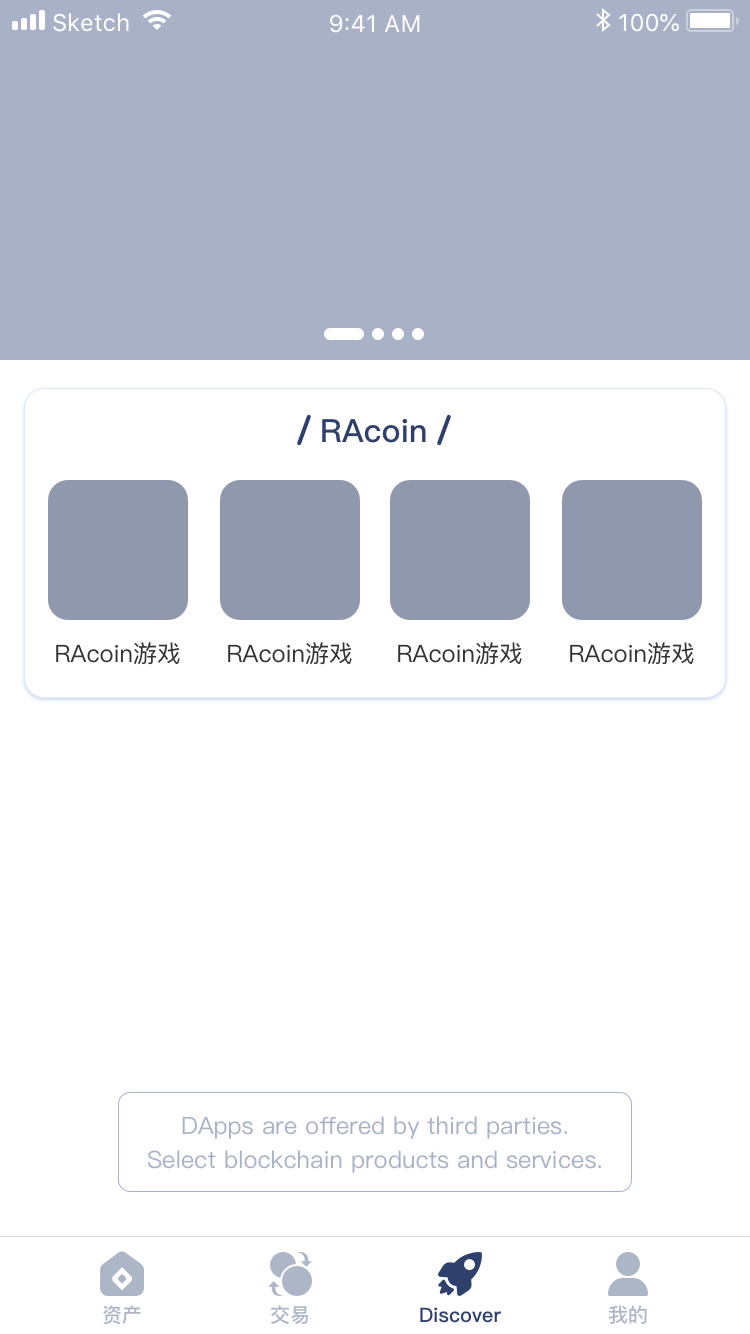 Sketch 9:41 AM 100%
/ RAcoin /
RAcoin游戏 RAcoin游戏 RAcoin游戏 RAcoin游戏
DApps are offered by third parties.
Select blockchain products and services.
资产 交易 Discover 我的